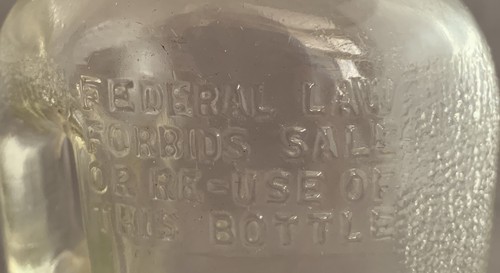 FEDERAL LAW
FORBIDS SALE
OR RE-USE OF
THIS BOTTLE